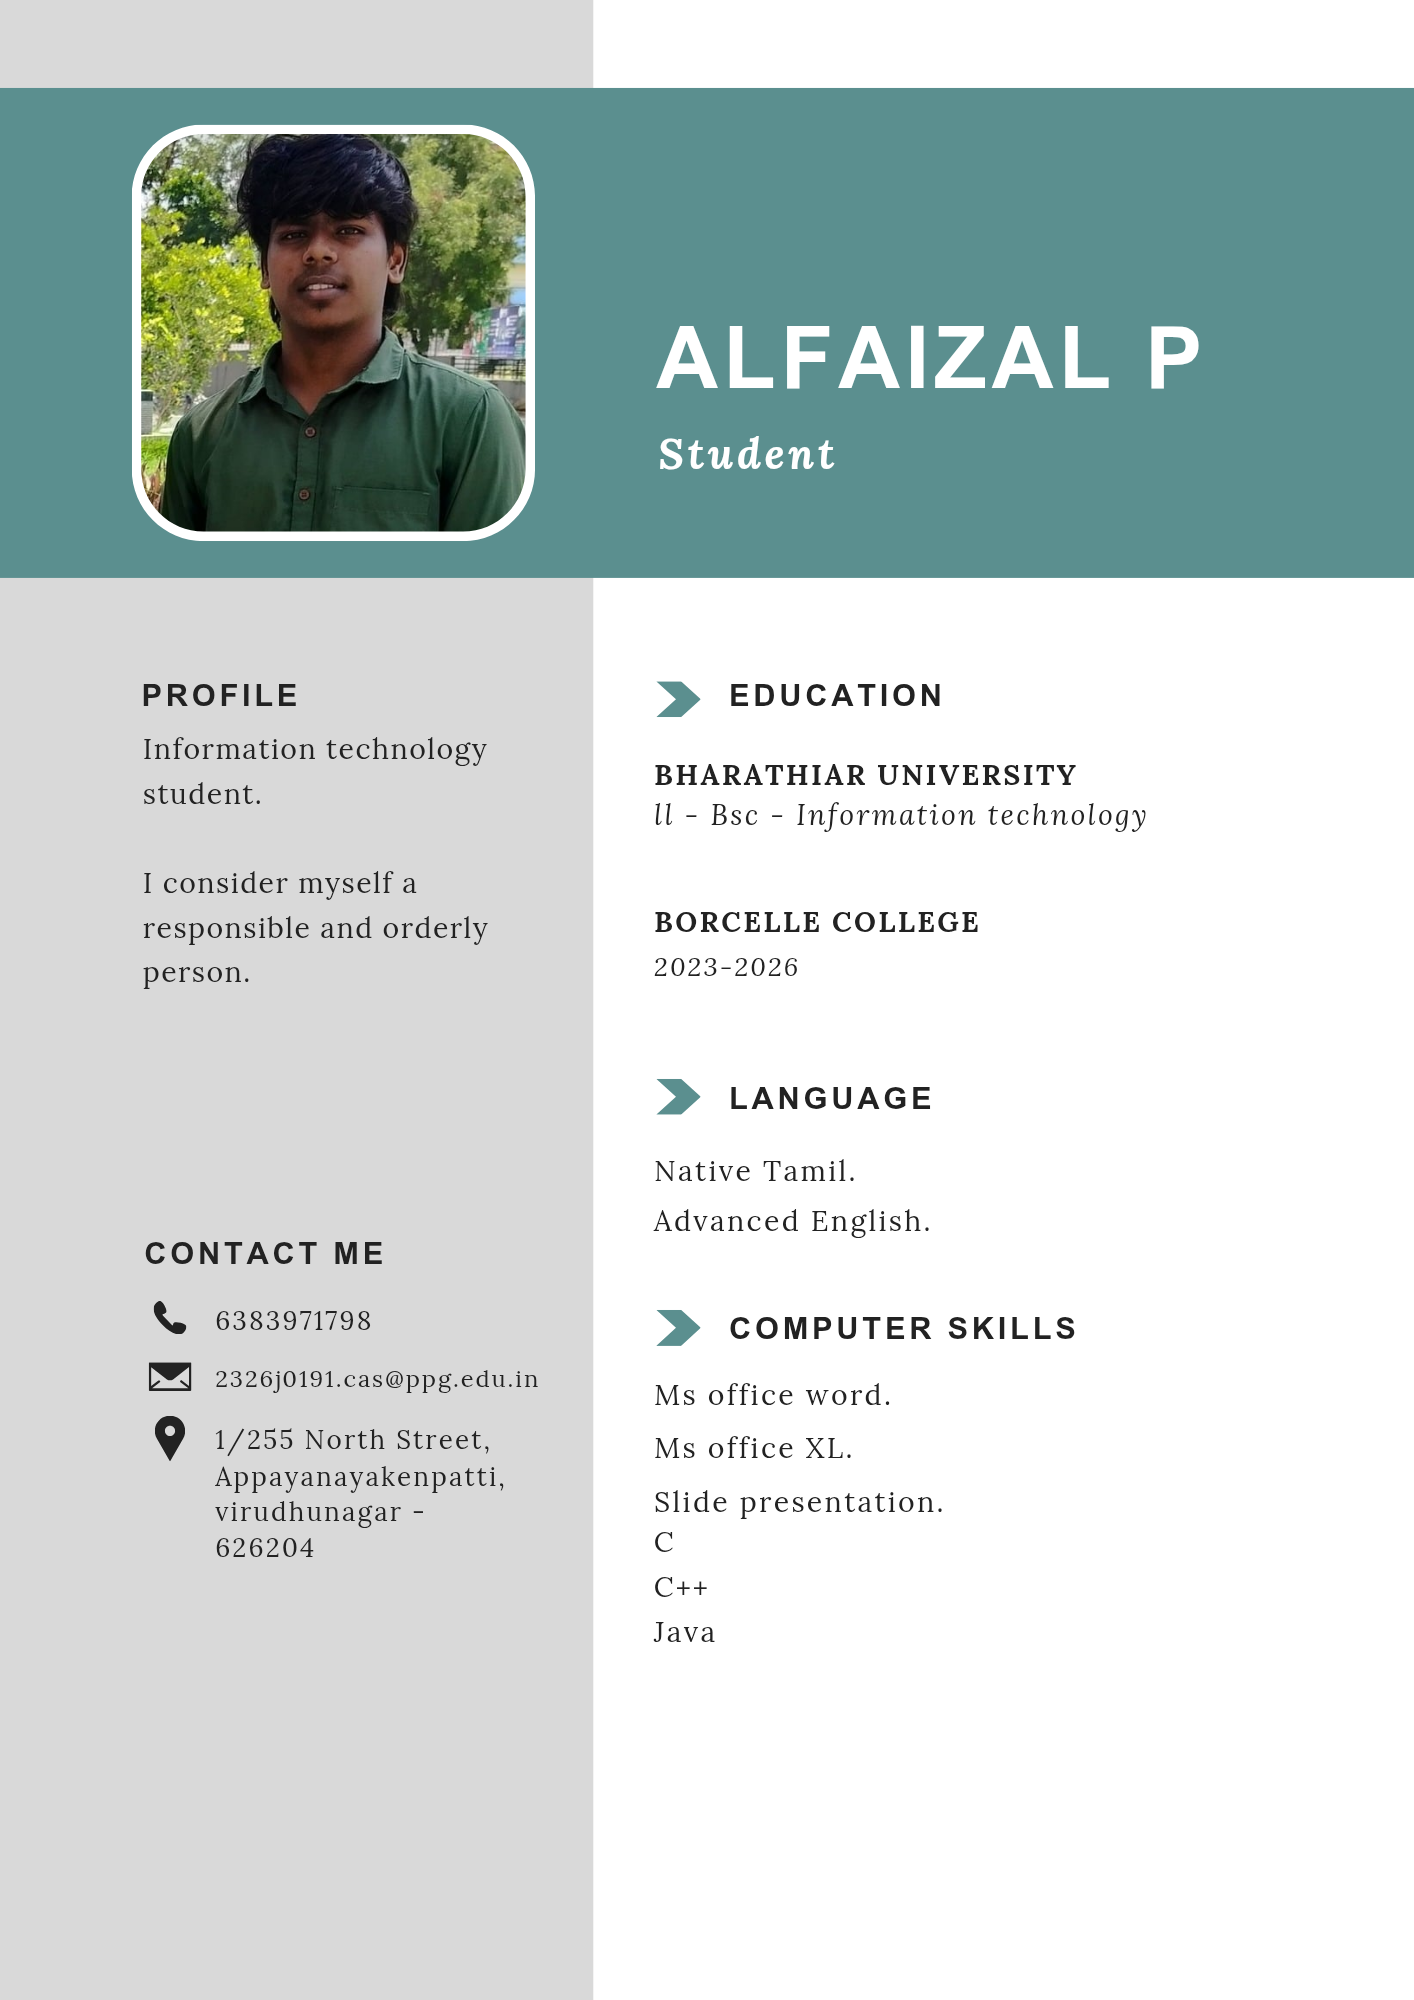 ALFAIZAL P
Student
PROFILE
Information technology
student.
I consider myself a
responsible and orderly
person.
CONTACT ME
6383971798
2326j0191.cas@ppg.edu.in
1/255 North Street,
Appayanayakenpatti,
virudhunagar -
626204
EDUCATION
BHARATHIAR UNIVERSITY
ll - Bsc - Information technology
BORCELLE COLLEGE
2023-2026
LANGUAGE
Native Tamil.
Advanced English.
COMPUTER SKILLS
Ms office word.
Ms office XL.
Slide presentation.
C
C++
Java